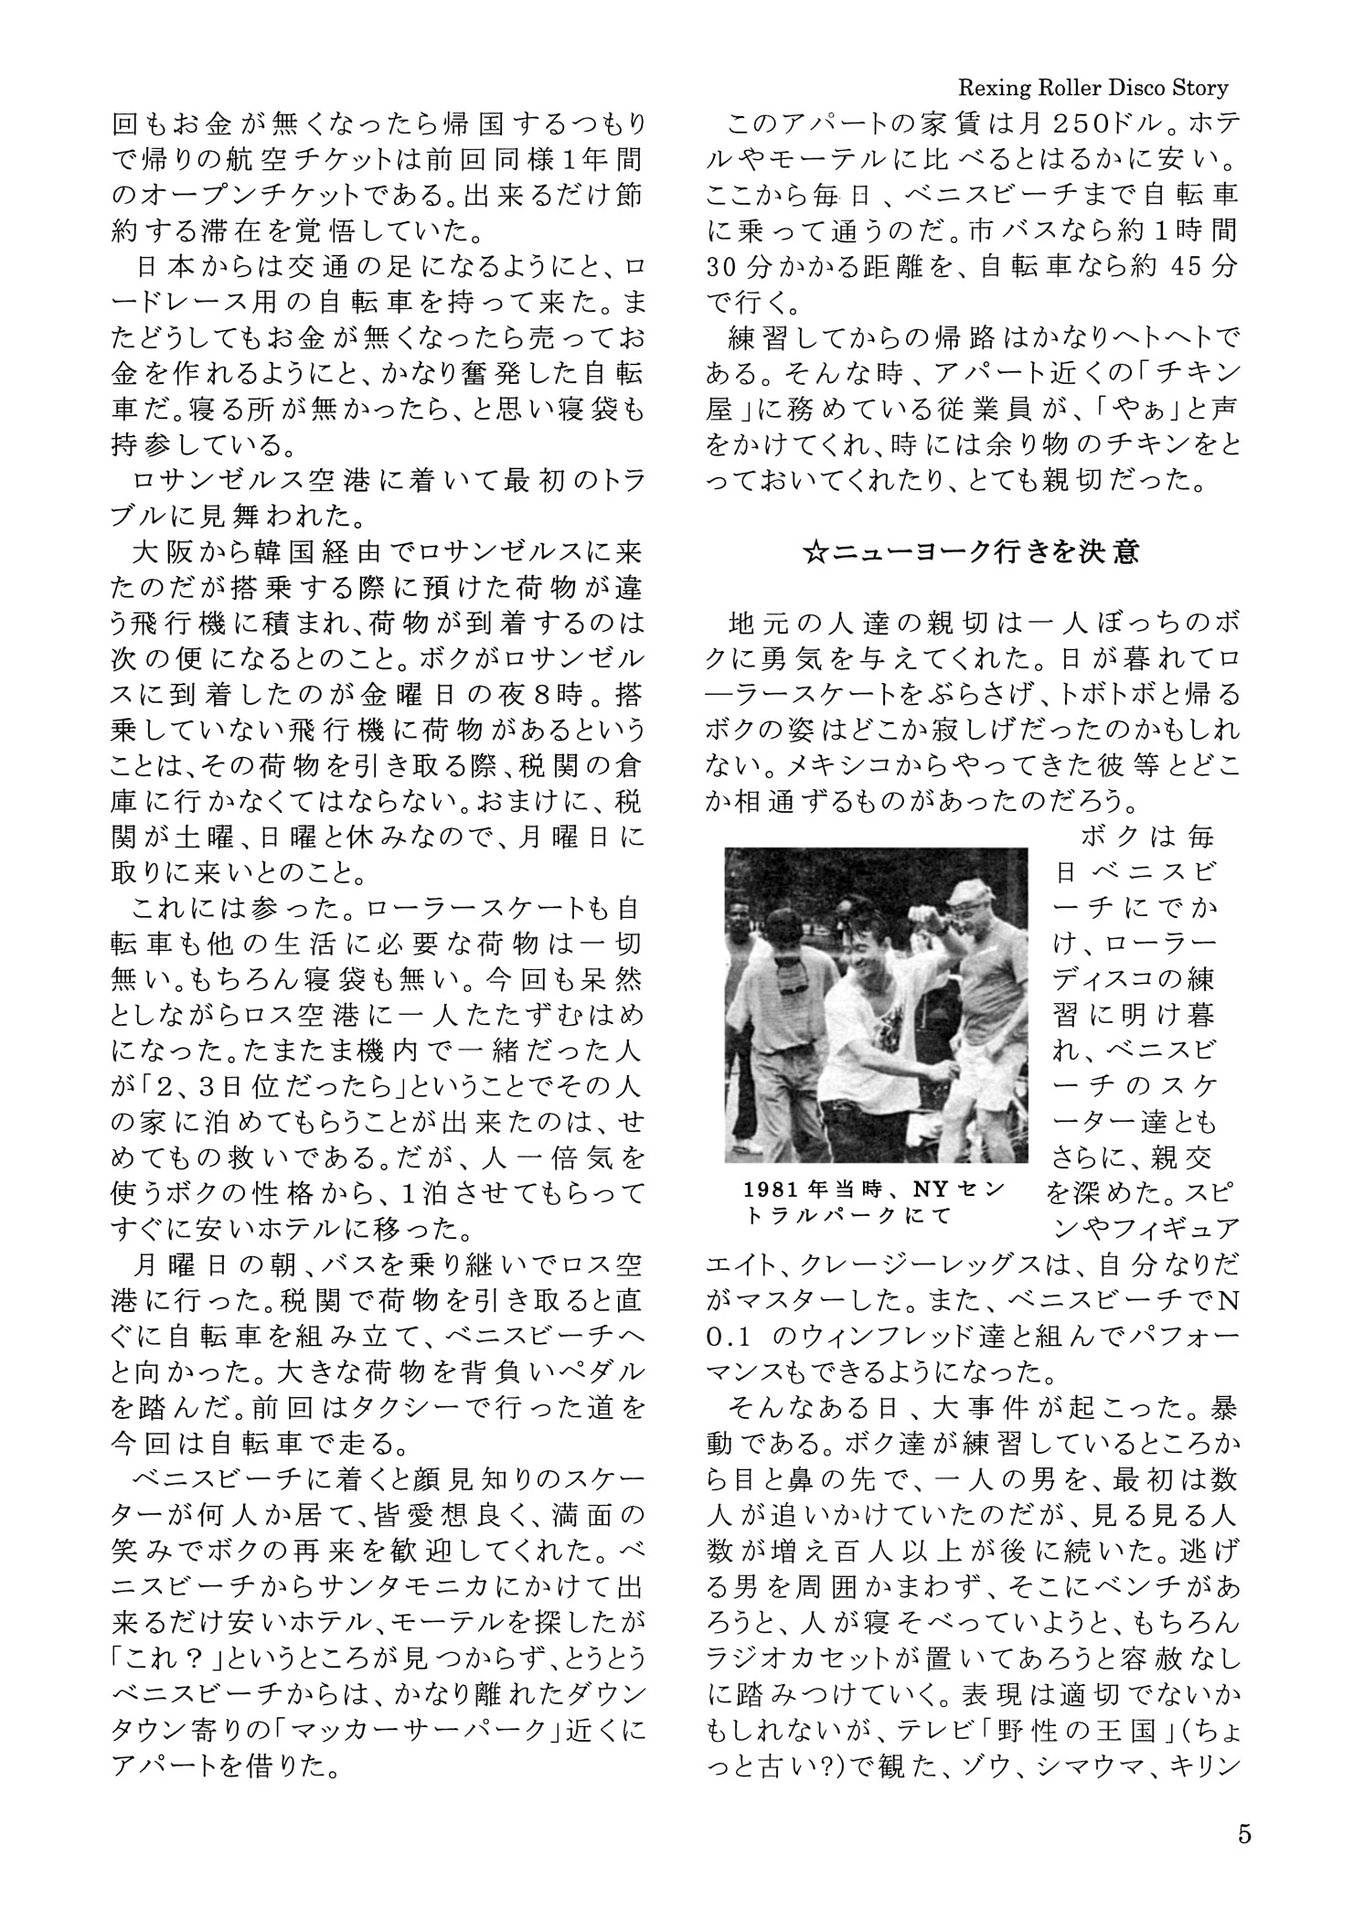 Rexing Roller Disco Story
回もお金が無くなったら帰国するつもり
で帰りの航空チケットは前回同様1年間
のオープンチケットである。出来るだけ節
約する滞在を覚悟していた。
日本からは交通の足になるようにと、ロ
ードレース用の自転車を持って来た。ま
たどうしてもお金が無くなったら売ってお
金を作れるようにと、かなり奮発した自転
車だ。寝る所が無かったら、と思い寝袋も
持参している。
ロサンゼルス空港に着いて最初のトラ
ブルに見舞われた。
大阪から韓国経由でロサンゼルスに来
たのだが搭乗する際に預けた荷物が違
う飛行機に積まれ、荷物が到着するのは
次の便になるとのこと。ボクがロサンゼル
スに到着したのが金曜日の夜8時。搭
乗していない飛行機に荷物があるという
ことは、その荷物を引き取る際、税関の倉
庫に行かなくてはならない。おまけに、税
関が土曜、日曜と休みなので、月曜日に
取りに来いとのこと。
これには参った。ローラースケートも自
転車も他の生活に必要な荷物は一切
無い。もちろん寝袋も無い。今回も呆然
としながらロス空港に一人たたずむはめ
になった。たまたま機内で一緒だった人
が「2、3日位だったら」ということでその人
の家に泊めてもらうことが出来たのは、せ
めてもの救いである。だが、人一倍気を
使うボクの性格から、1泊させてもらって
すぐに安いホテルに移った。
月曜日の朝、バスを乗り継いでロス空
港に行った。税関で荷物を引き取ると直
ぐに自転車を組み立て、ベニスビーチへ
と向かった。大きな荷物を背負いペダル
を踏んだ。前回はタクシーで行った道を
今回は自転車で走る。
ベニスビーチに着くと顔見知りのスケー
ターが何人か居て、皆愛想良く、満面の
笑みでボクの再来を歓迎してくれた。ベ
ニスビーチからサンタモニカにかけて出
来るだけ安いホテル、モーテルを探したが
「これ？」というところが見つからず、とうとう
ベニスビーチからは、かなり離れたダウン
タウン寄りの「マッカーサーパーク」近くに
アパートを借りた。
このアパートの家賃は月250ドル。ホテ
ルやモーテルに比べるとはるかに安い。
ここから毎日、ベニスビーチまで自転車
に乗って通うのだ。市バスなら約1時間
30分かかる距離を、自転車なら約45分
で行く。
練習してからの帰路はかなりヘトヘトで
ある。そんな時、アパート近くの「チキン
屋」に務めている従業員が、「やぁ」と声
をかけてくれ、時には余り物のチキンをと
っておいてくれたり、とても親切だった。
☆ニューヨーク行きを決意
地元の人達の親切は一人ぼっちのボ
クに勇気を与えてくれた。日が暮れてロ
―ラースケートをぶらさげ、トボトボと帰る
ボクの姿はどこか寂しげだったのかもしれ
ない。メキシコからやってきた彼等とどこ
か相通ずるものがあったのだろう。
ボクは毎
日ベニスビ
ーチにでか
け、ローラー
ディスコの練
習に明け暮
れ、ベニスビ
ーチのスケ
ーター達とも
さらに、親交
を深めた。スピ
ンやフィギュア
1981年当時、NYセン
トラルパークにて
エイト、クレージーレッグスは、自分なりだ
がマスターした。また、ベニスビーチでN
O.1 のウィンフレッド達と組んでパフォー
マンスもできるようになった。
そんなある日、大事件が起こった。暴
動である。ボク達が練習しているところか
ら目と鼻の先で、一人の男を、最初は数
人が追いかけていたのだが、見る見る人
数が増え百人以上が後に続いた。逃げ
る男を周囲かまわず、そこにベンチがあ
ろうと、人が寝そべっていようと、もちろん
ラジオカセットが置いてあろうと容赦なし
に踏みつけていく。表現は適切でないか
もしれないが、テレビ「野性の王国」(ちょ
っと古い?)で観た、ゾウ、シマウマ、キリン
5